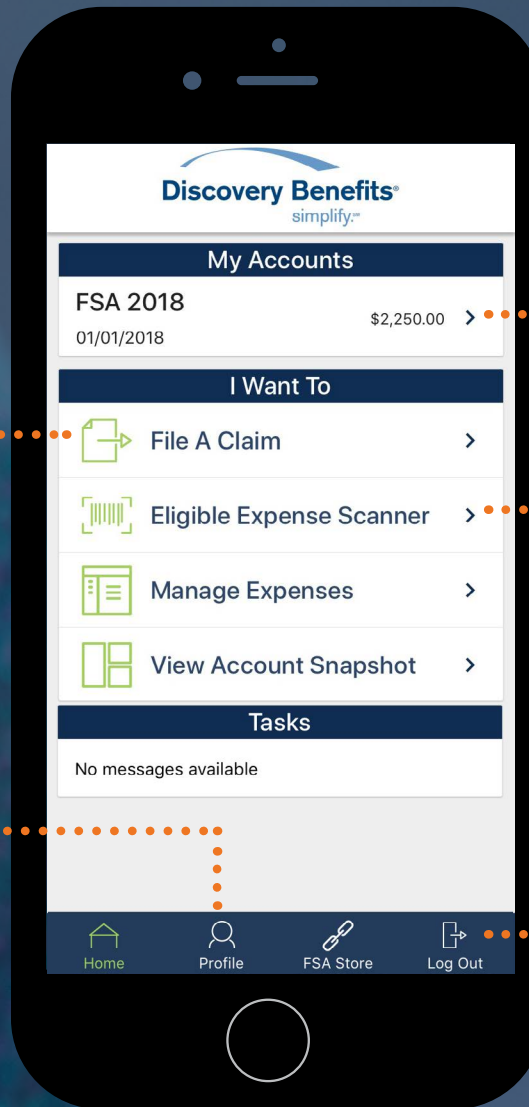 Discovery Benefits®
simplify.℠
My Accounts
FSA 2018
$2,250.00
01/01/2018
I Want To
File A Claim
Eligible Expense Scanner
Manage Expenses
View Account Snapshot
Tasks
No messages available
Home Profile FSA Store Log Out